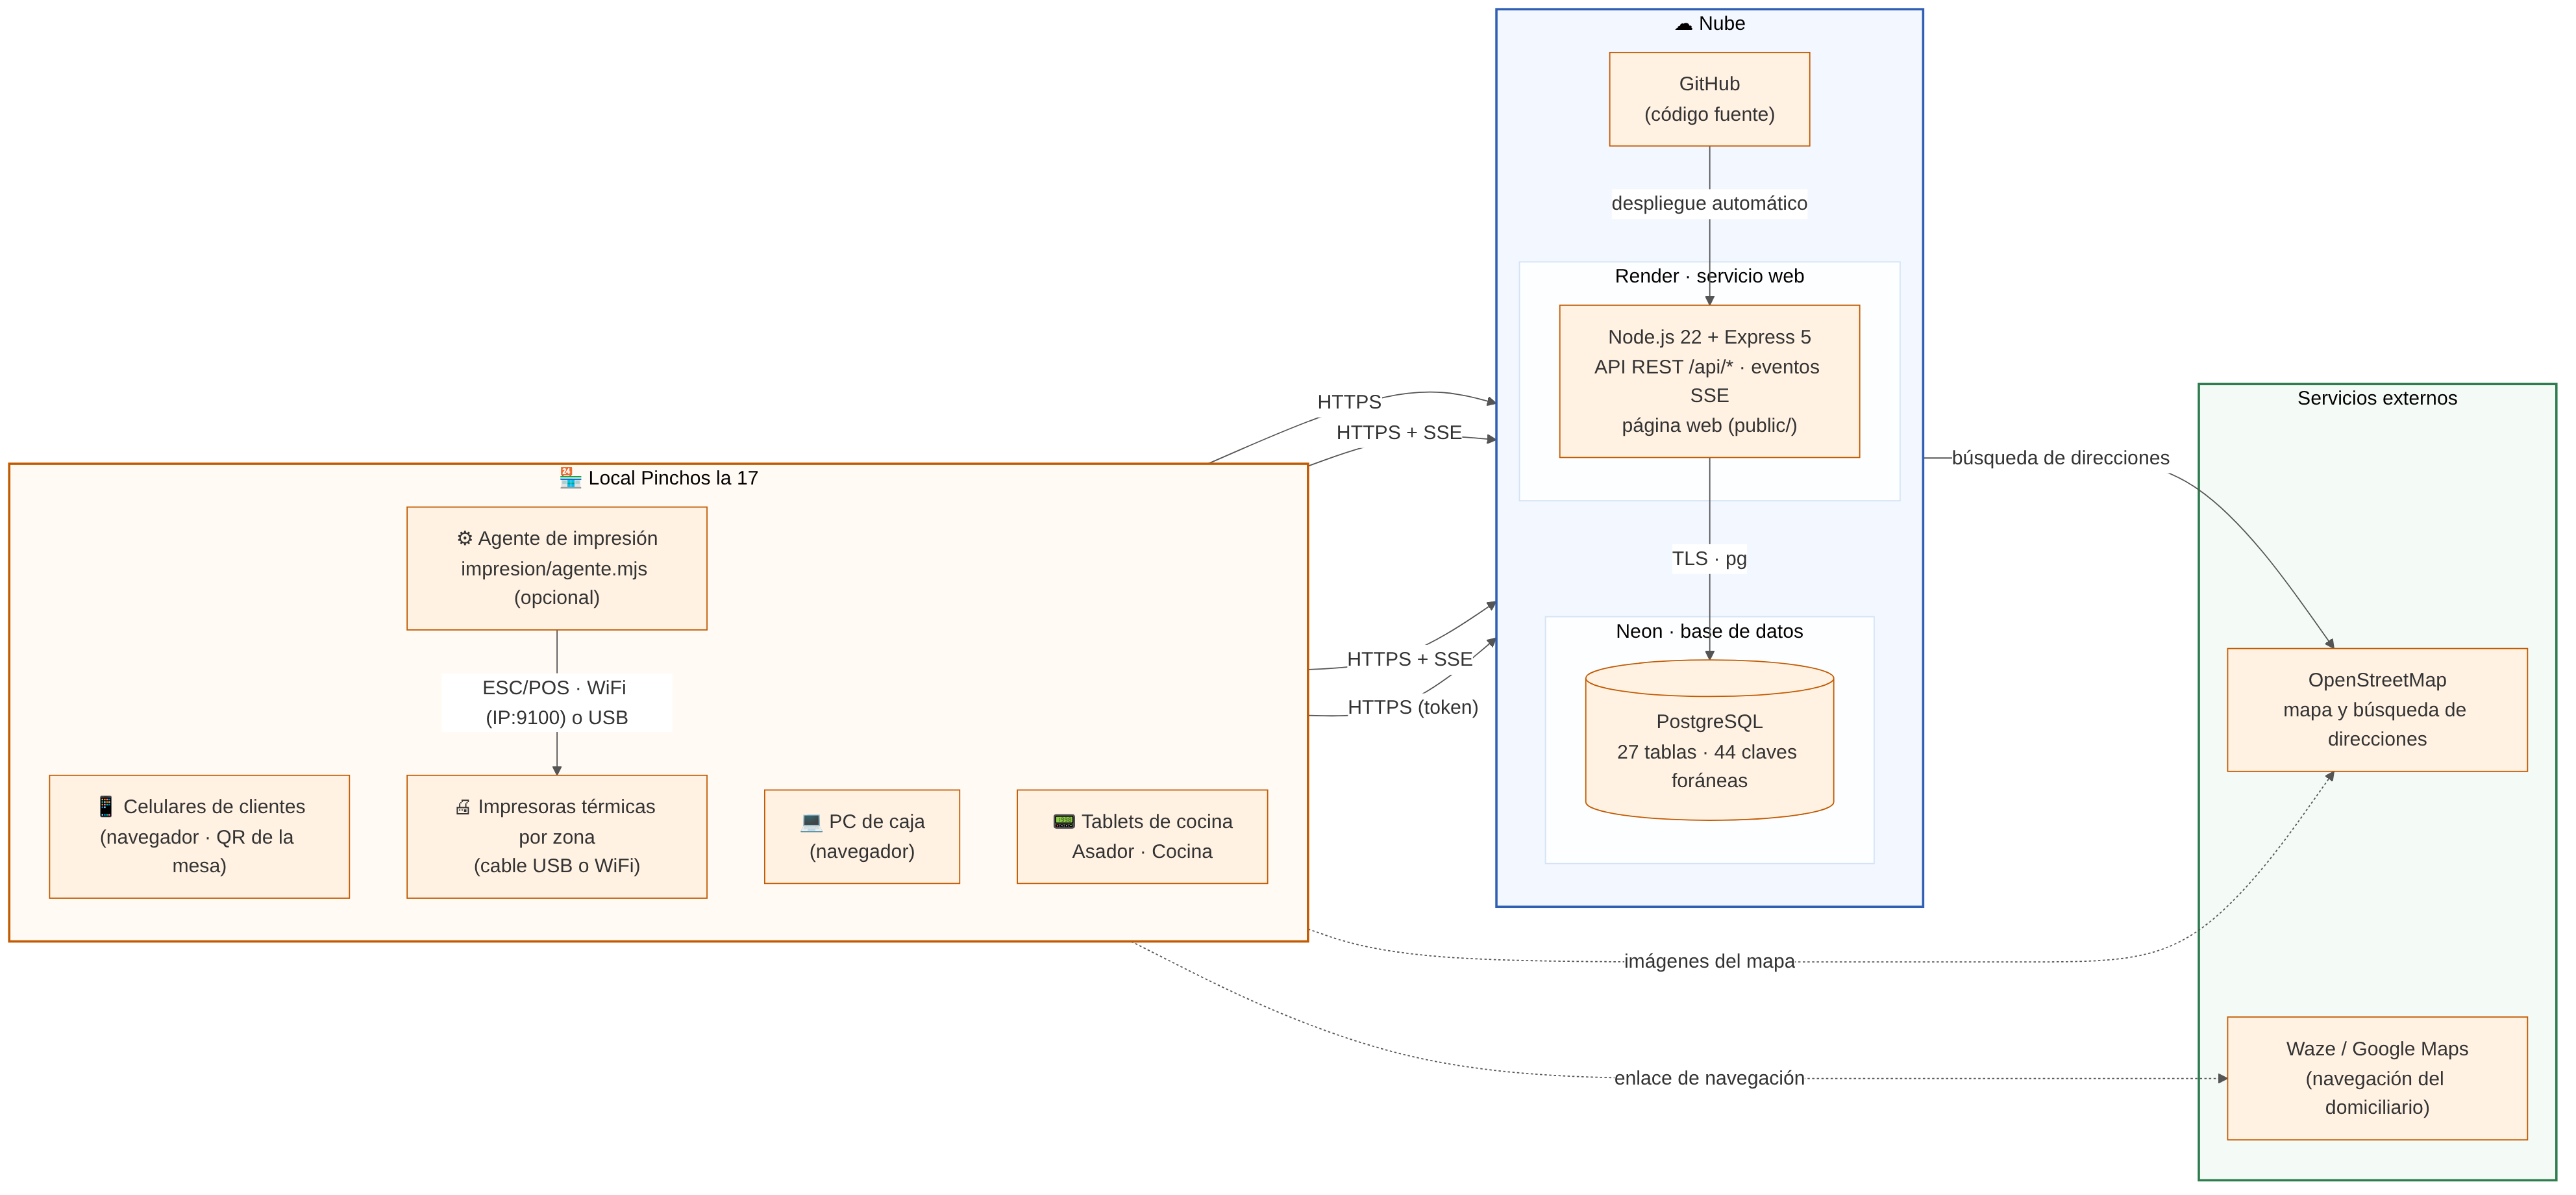 ☁ Nube
GitHub
(código fuente)
despliegue automático
Render · servicio web
Node.js 22 + Express 5
API REST /api/* · eventos
SSE
página web (public/)
TLS · pg
Neon · base de datos
PostgreSQL
27 tablas · 44 claves
foráneas
HTTPS
HTTPS + SSE
HTTPS + SSE
HTTPS (token)
🏪 Local Pinchos la 17
⚙ Agente de impresión
impresion/agente.mjs
(opcional)
ESC/POS · WiFi
(IP:9100) o USB
📱 Celulares de clientes
(navegador · QR de la
mesa)
🖨 Impresoras térmicas
por zona
(cable USB o WiFi)
💻 PC de caja
(navegador)
📟 Tablets de cocina
Asador · Cocina
búsqueda de direcciones
imágenes del mapa
enlace de navegación
Servicios externos
OpenStreetMap
mapa y búsqueda de
direcciones
Waze / Google Maps
(navegación del
domiciliario)